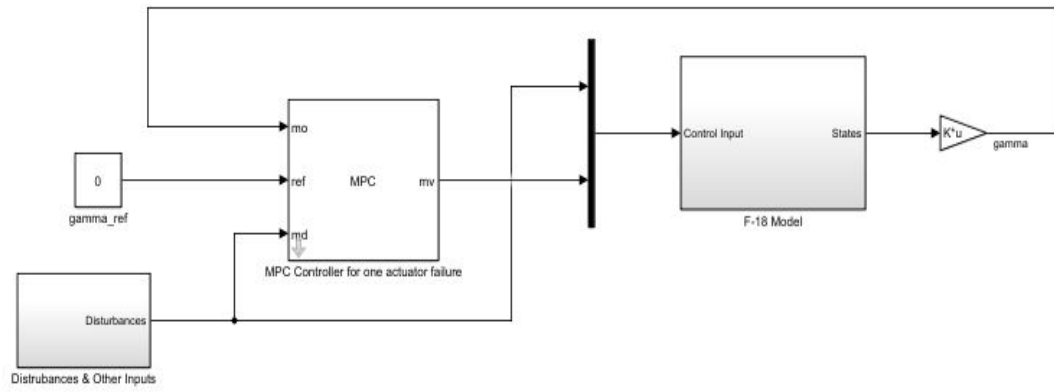 mo
ref
md
MPC
mv
MPC Controller for one actuator failure
0
gamma_ref
Disturbances
Distrubances & Other Inputs
Control Input
States
F-18 Model
K*u
gamma